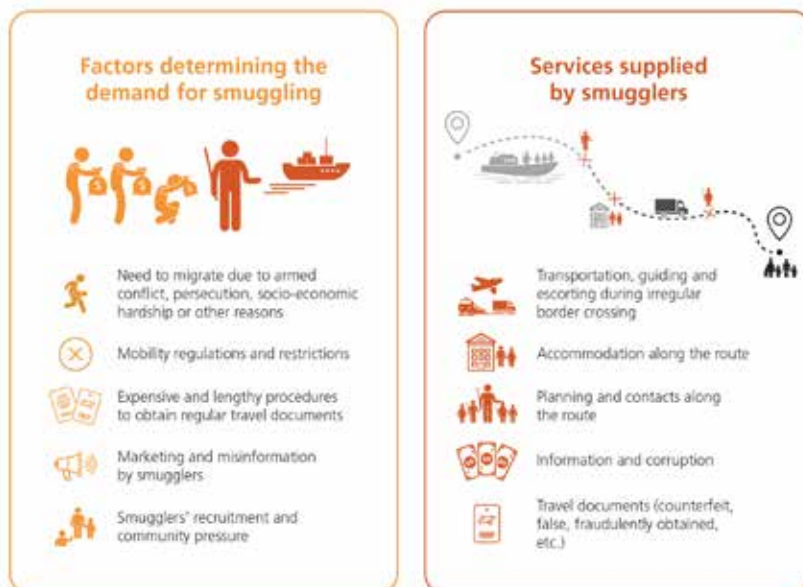 Factors determining the
demand for smuggling
Need to migrate due to armed
conflict, persecution, socio-economic
hardship or other reasons
Mobility regulations and restrictions
Expensive and lengthy procedures
to obtain regular travel documents
Marketing and misinformation
by smugglers
Smugglers' recruitment and
community pressure
Services supplied
by smugglers
Transportation, guiding and
escorting during irregular
border crossing
Accommodation along the route
Planning and contacts along
the route
Information and corruption
Travel documents (counterfeit,
false, fraudulently obtained,
etc.)